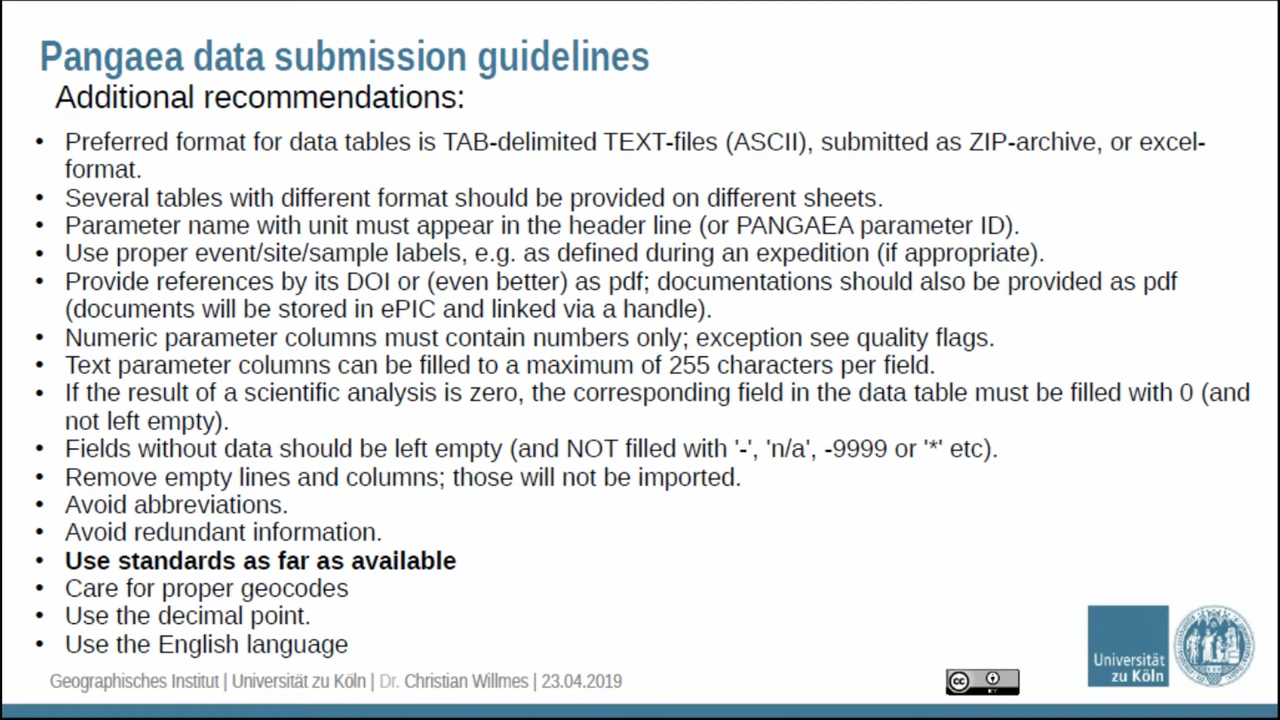 Pangaea data submission guidelines
Additional recommendations:
• Preferred format for data tables is TAB-delimited TEXT-files (ASCII), submitted as ZIP-archive, or excel-
format.
• Several tables with different format should be provided on different sheets.
• Parameter name with unit must appear in the header line (or PANGAEA parameter ID).
• Use proper event/site/sample labels, e.g. as defined during an expedition (if appropriate).
• Provide references by its DOI or (even better) as pdf; documentations should also be provided as pdf
(documents will be stored in ePIC and linked via a handle).
• Numeric parameter columns must contain numbers only; exception see quality flags.
• Text parameter columns can be filled to a maximum of 255 characters per field.
• If the result of a scientific analysis is zero, the corresponding field in the data table must be filled with 0 (and
not left empty).
• Fields without data should be left empty (and NOT filled with '-', 'n/a', -9999 or '*' etc).
• Remove empty lines and columns; those will not be imported.
• Avoid abbreviations.
• Avoid redundant information.
• Use standards as far as available
• Care for proper geocodes
• Use the decimal point.
• Use the English language
Universität
zu Köln
Geographisches Institut | Universität zu Köln | Dr. Christian Willmes | 23.04.2019
cc
BY